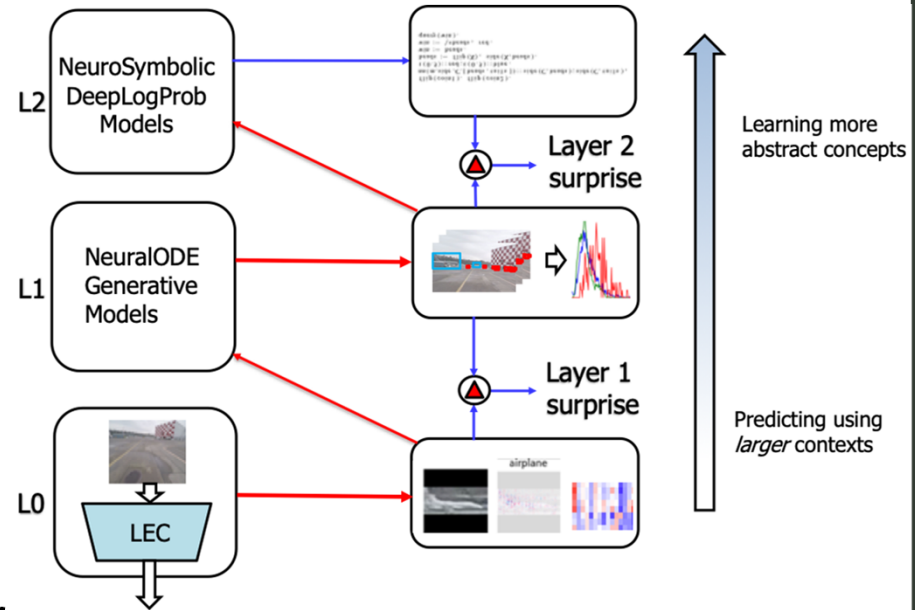 L2
NeuroSymbolic
DeepLogProb
Models
Layer 2
surprise
Learning more
abstract concepts
L1
NeuralODE
Generative
Models
Layer 1
surprise
Predicting using
larger contexts
L0
LEC
airplane